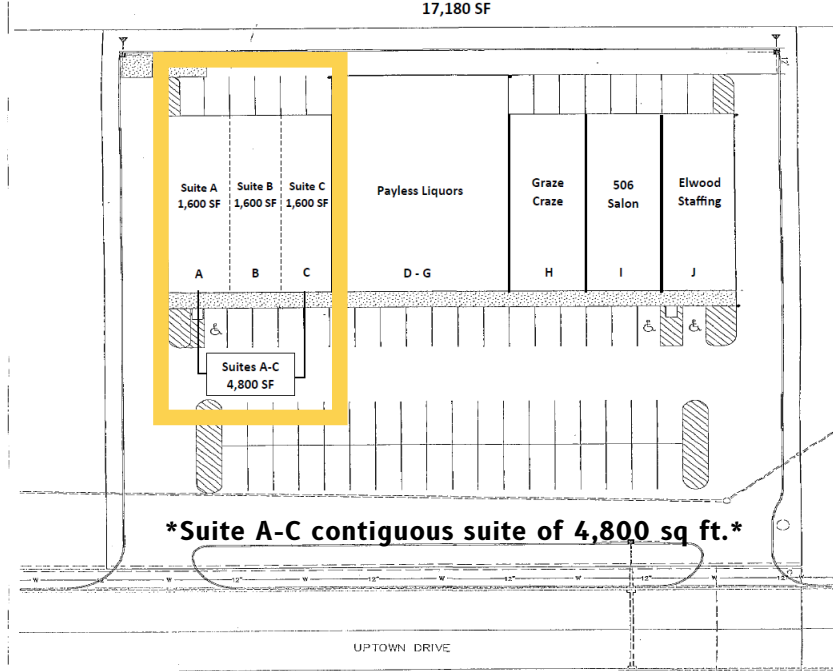 17,180 SF
12'
Suite A
1,600 SF
Suite B
1,600 SF
Suite C
1,600 SF
Payless Liquors
Graze
Craze
506
Salon
Elwood
Staffing
A
B
C
D - G
H
I
J
Suites A-C
4,800 SF
*Suite A-C contiguous suite of 4,800 sq ft.*
W W 12" W 12" W 12" W 12" W 12" W
UPTOWN DRIVE